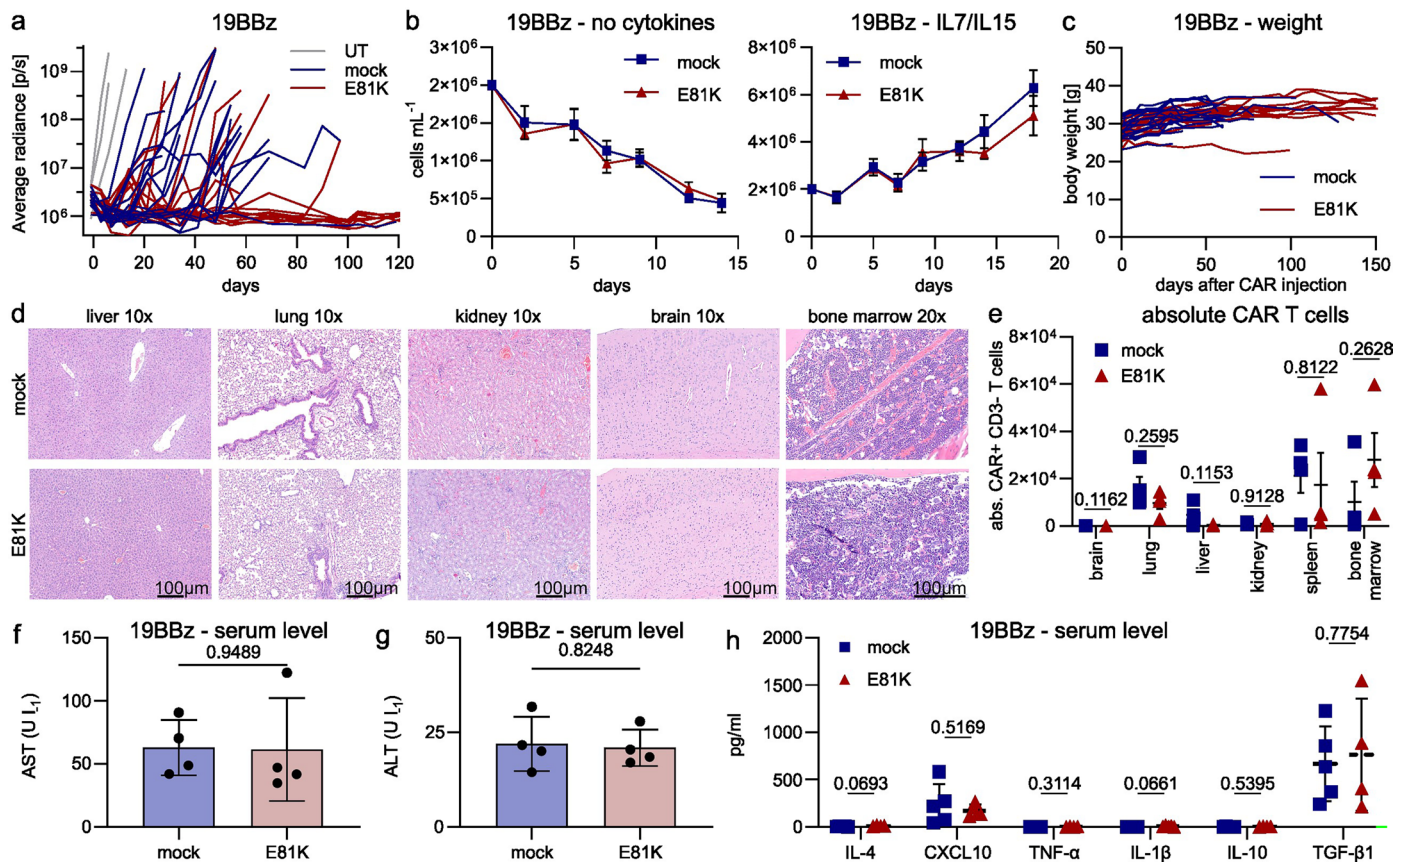 a
19BBz
UT
mock
E81K
Average radiance [p/s]
10⁹
10⁸
10⁷
10⁶
0 20 40 60 80 100 120
days
b
19BBz - no cytokines
mock
E81K
cells mL⁻¹
3×10⁶
2×10⁶
2×10⁶
1×10⁶
5×10⁵
0
0 5 10 15
days
19BBz - IL7/IL15
mock
E81K
8×10⁶
6×10⁶
4×10⁶
2×10⁶
0
0 5 10 15 20
days
c
19BBz - weight
body weight [g]
50
40
30
20
10
0
mock
E81K
0 50 100 150
days after CAR injection
d
liver 10x lung 10x kidney 10x brain 10x bone marrow 20x
mock
E81K
100µm 100µm 100µm 100µm 100µm
e
absolute CAR T cells
mock
E81K
abs. CAR+ CD3- T cells
8×10⁴
6×10⁴
4×10⁴
2×10⁴
0
0.1162
0.2595
0.1153
0.9128
0.8122
0.2628
brain
lung
liver
kidney
spleen
bone
marrow
f
19BBz - serum level
0.9489
AST (U l₋₁)
150
100
50
0
mock E81K
g
19BBz - serum level
0.8248
ALT (U l₋₁)
50
25
0
mock E81K
h
19BBz - serum level
mock
E81K
pg/ml
2000
1500
1000
500
0
0.0693
0.5169
0.3114
0.0661
0.5395
0.7754
IL-4 CXCL10 TNF-α IL-1β IL-10 TGF-β1